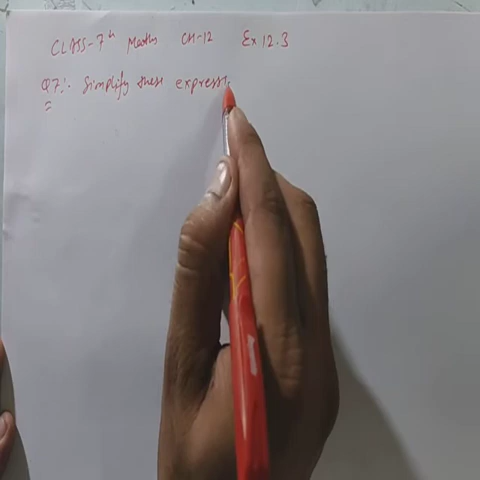 CLASS-7th Maths CH-12 Ex 12.3
Q7:- Simplify these express